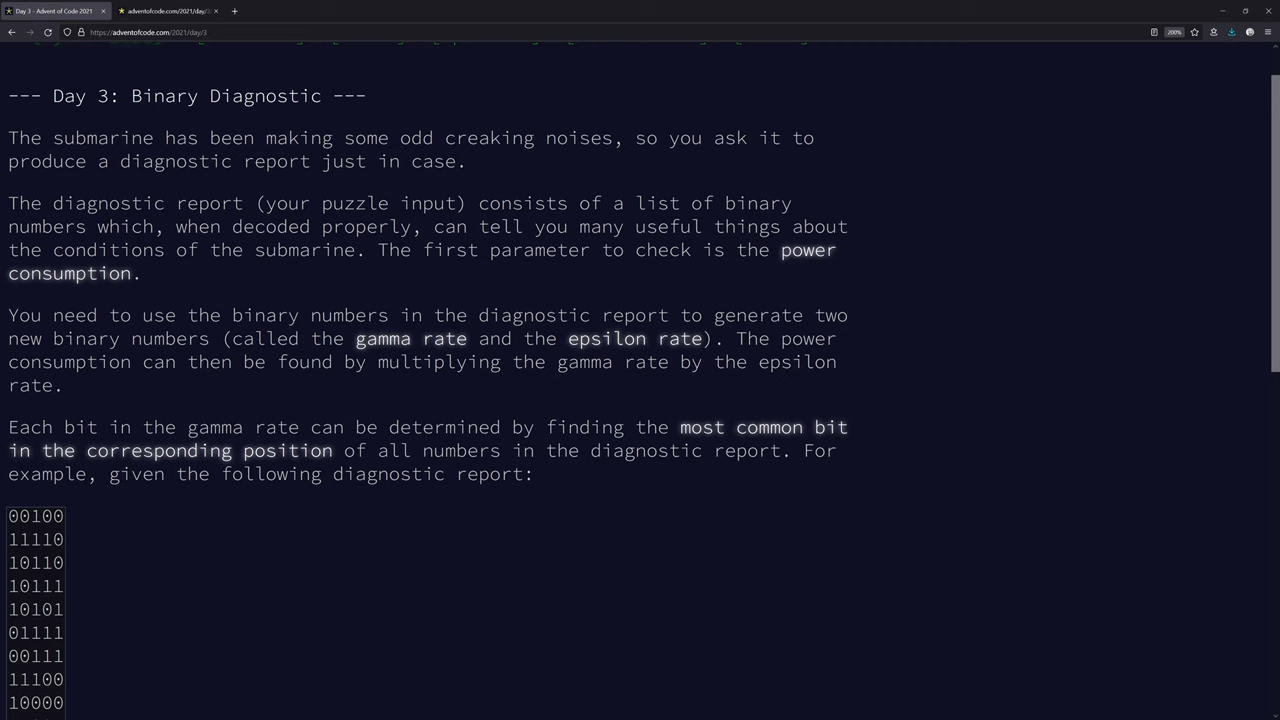 Day 3 - Advent of Code 2021
adventofcode.com/2021/day/3
https://adventofcode.com/2021/day/3
200%
--- Day 3: Binary Diagnostic ---
The submarine has been making some odd creaking noises, so you ask it to
produce a diagnostic report just in case.
The diagnostic report (your puzzle input) consists of a list of binary
numbers which, when decoded properly, can tell you many useful things about
the conditions of the submarine. The first parameter to check is the power
consumption.
You need to use the binary numbers in the diagnostic report to generate two
new binary numbers (called the gamma rate and the epsilon rate). The power
consumption can then be found by multiplying the gamma rate by the epsilon
rate.
Each bit in the gamma rate can be determined by finding the most common bit
in the corresponding position of all numbers in the diagnostic report. For
example, given the following diagnostic report:
00100
11110
10110
10111
10101
01111
00111
11100
10000